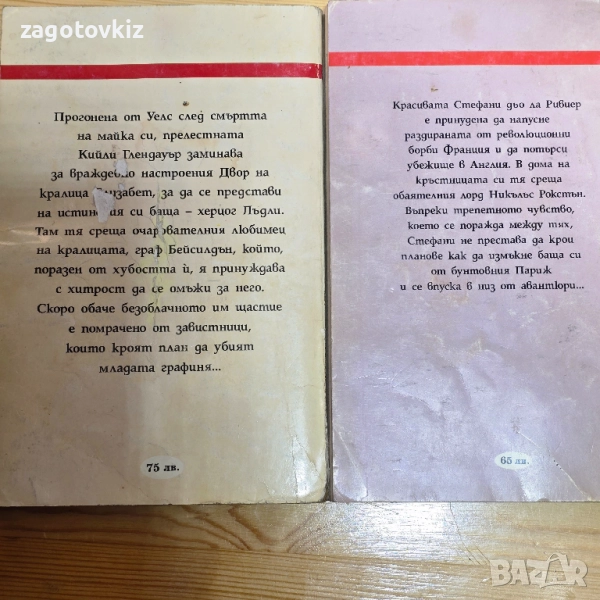 zagotovkiz
Прогонена от Уелс след смъртта
на майка си, прелестната
Кийли Глендауър заминава
за враждебно настроения Двор на
кралица Елизабет, за да се представи
на истинския си баща – херцог Лъдли.
Там тя среща очарователния любимец
на кралицата, граф Бейсилдън, който,
поразен от хубостта ѝ, я принуждава
с хитрост да се омъжи за него.
Скоро обаче безоблачното им щастие
е помрачено от завистници,
които кроят план да убият
младата графиня...
75 лв.
Красивата Стефани дьо ла Ривиер
е принудена да напусне
раздираната от революционни
борби Франция и да потърси
убежище в Англия. В дома на
кръстницата си тя среща
обаятелния лорд Никълъс Рокстън.
Въпреки трепетното чувство,
което се поражда между тях,
Стефани не престава да крои
планове как да измъкне баща си
от бунтовния Париж
и се впуска в низ от авантюри...
65 лв.
BAZAR